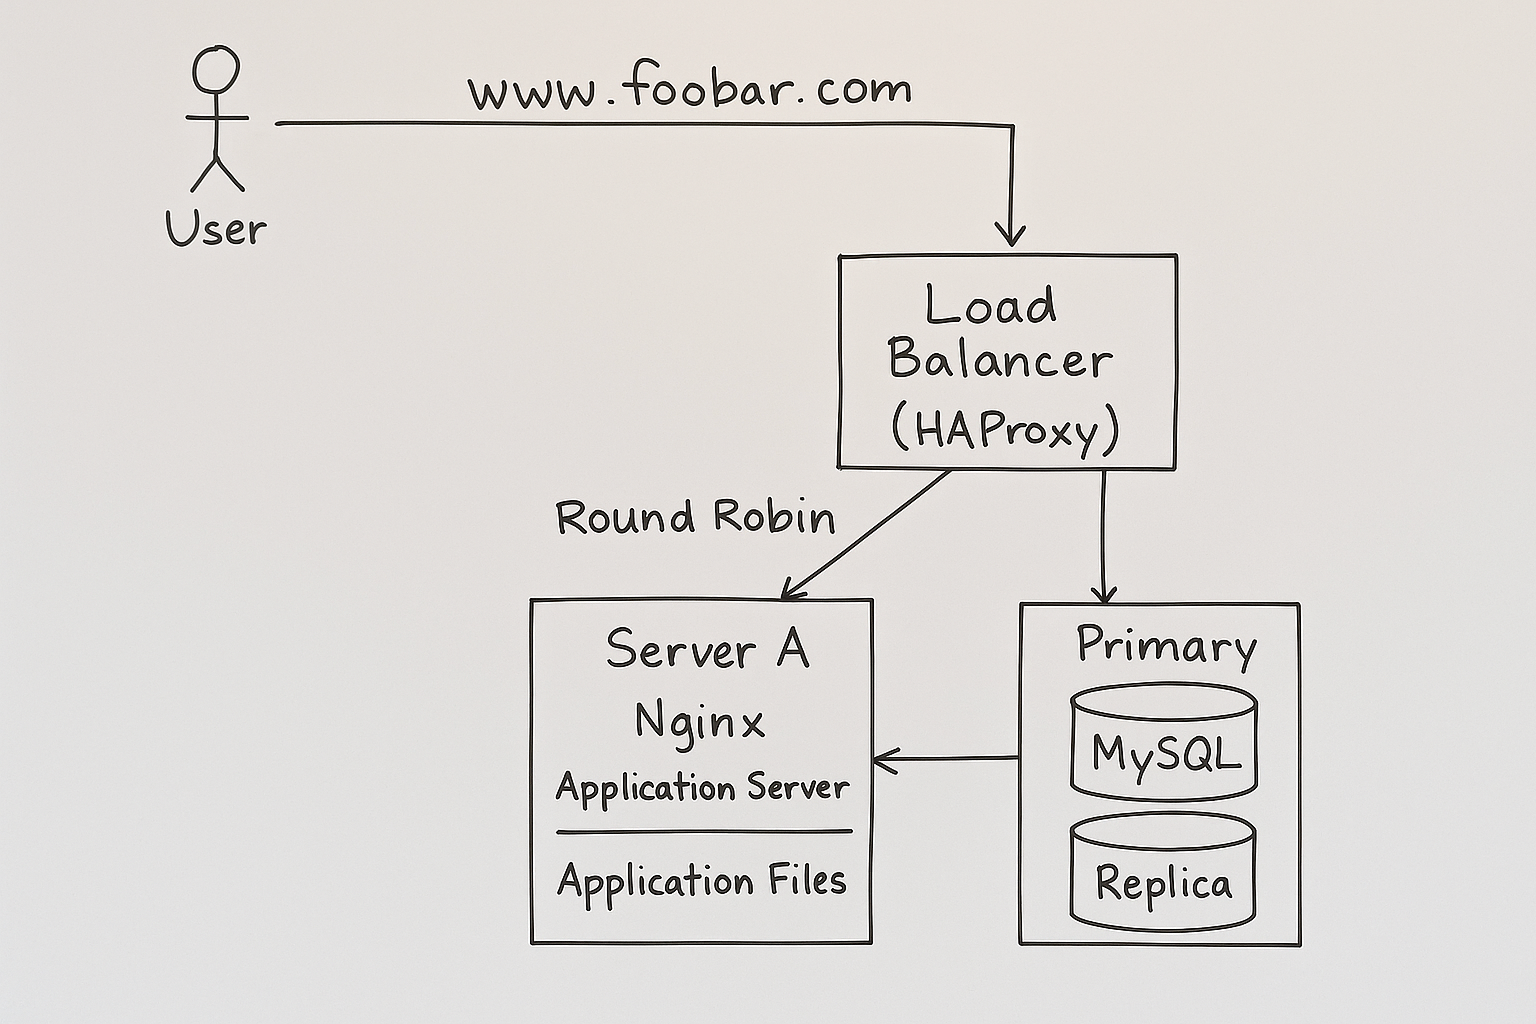 www.foobar.com
User
Load
Balancer
(HAProxy)
Round Robin
Server A
Nginx
Application Server
Application Files
Primary
MySQL
Replica